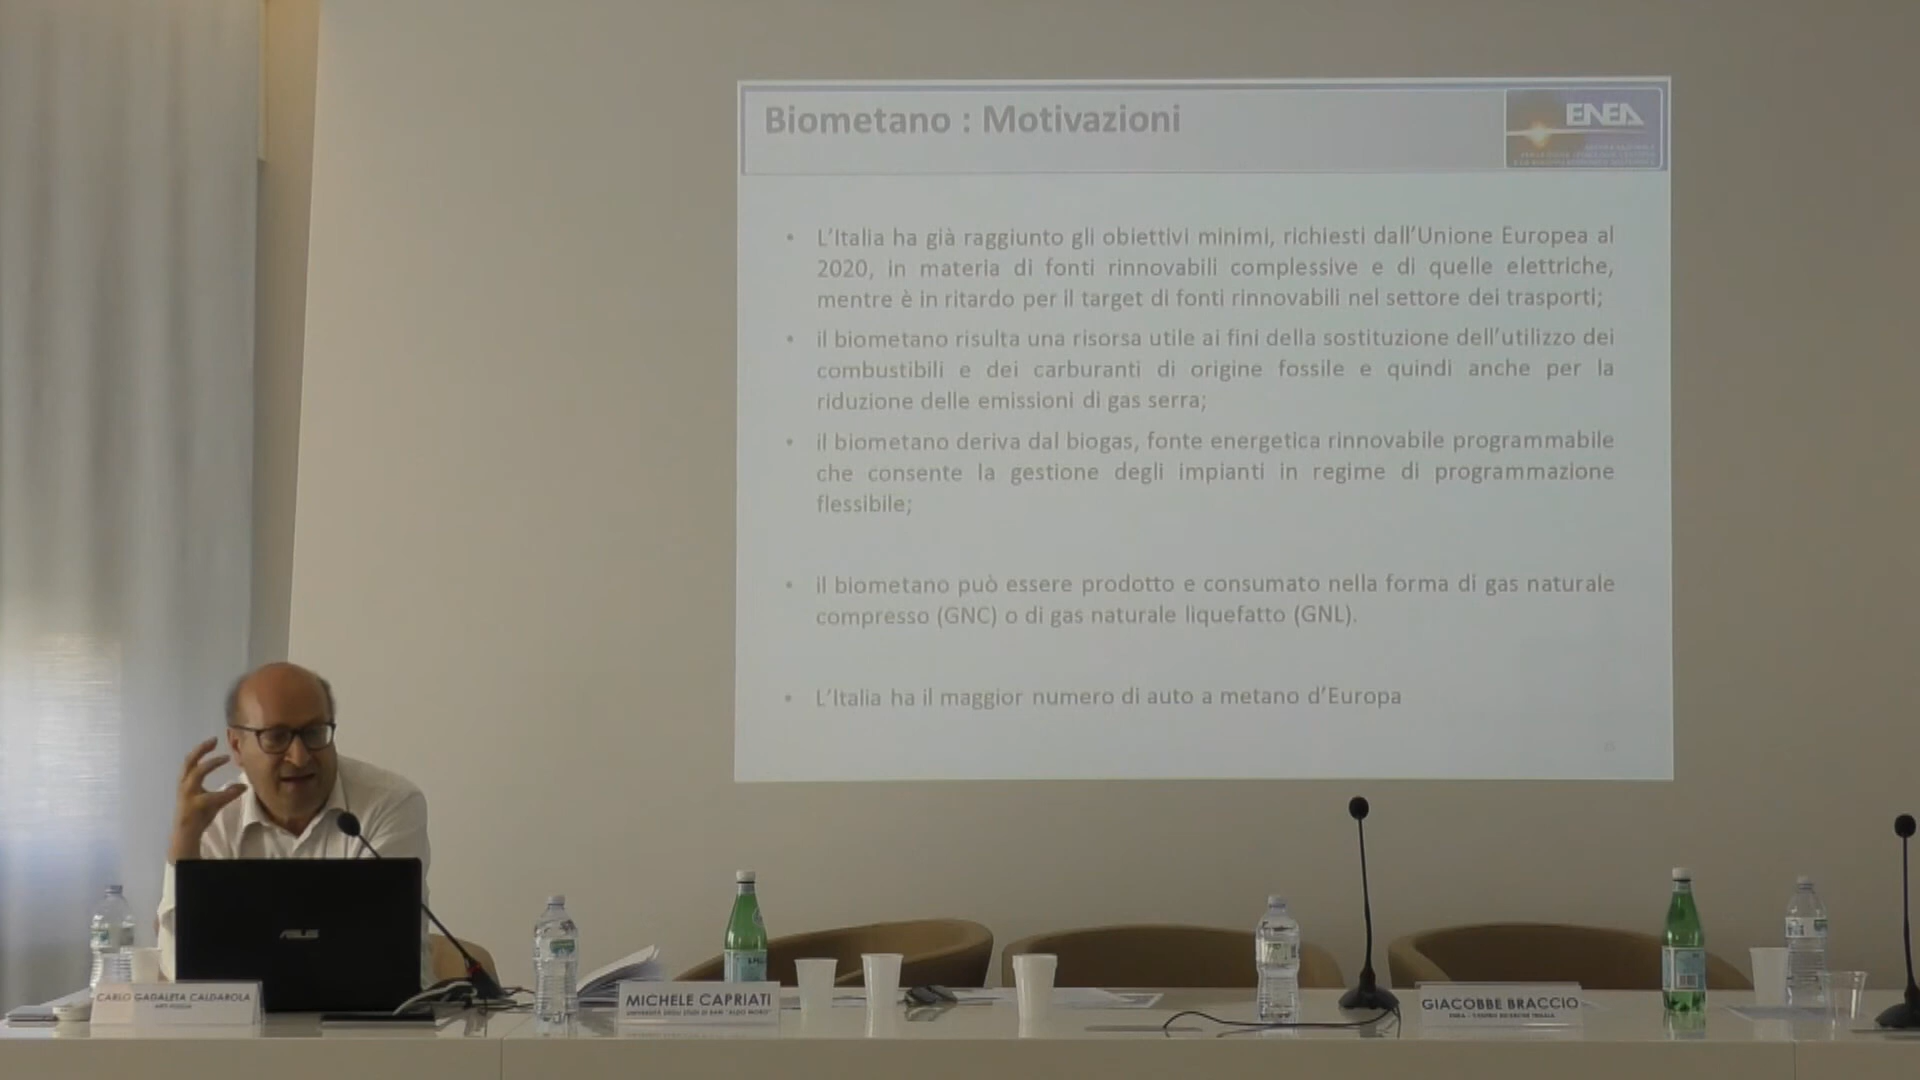 Biometano : Motivazioni
ENEA
• L'Italia ha già raggiunto gli obiettivi minimi, richiesti dall'Unione Europea al
2020, in materia di fonti rinnovabili complessive e di quelle elettriche,
mentre è in ritardo per il target di fonti rinnovabili nel settore dei trasporti;
• il biometano risulta una risorsa utile ai fini della sostituzione dell'utilizzo dei
combustibili e dei carburanti di origine fossile e quindi anche per la
riduzione delle emissioni di gas serra;
• il biometano deriva dal biogas, fonte energetica rinnovabile programmabile
che consente la gestione degli impianti in regime di programmazione
flessibile;
• il biometano può essere prodotto e consumato nella forma di gas naturale
compresso (GNC) o di gas naturale liquefatto (GNL).
• L'Italia ha il maggior numero di auto a metano d'Europa
ASUS
CARLO GADALETA CALDAROLA
MICHELE CAPRIATI
UNIVERSITÀ DEGLI STUDI DI BARI "ALDO MORO"
GIACOBBE BRACCIO
ENEA - CENTRO RICERCHE TRISAIA